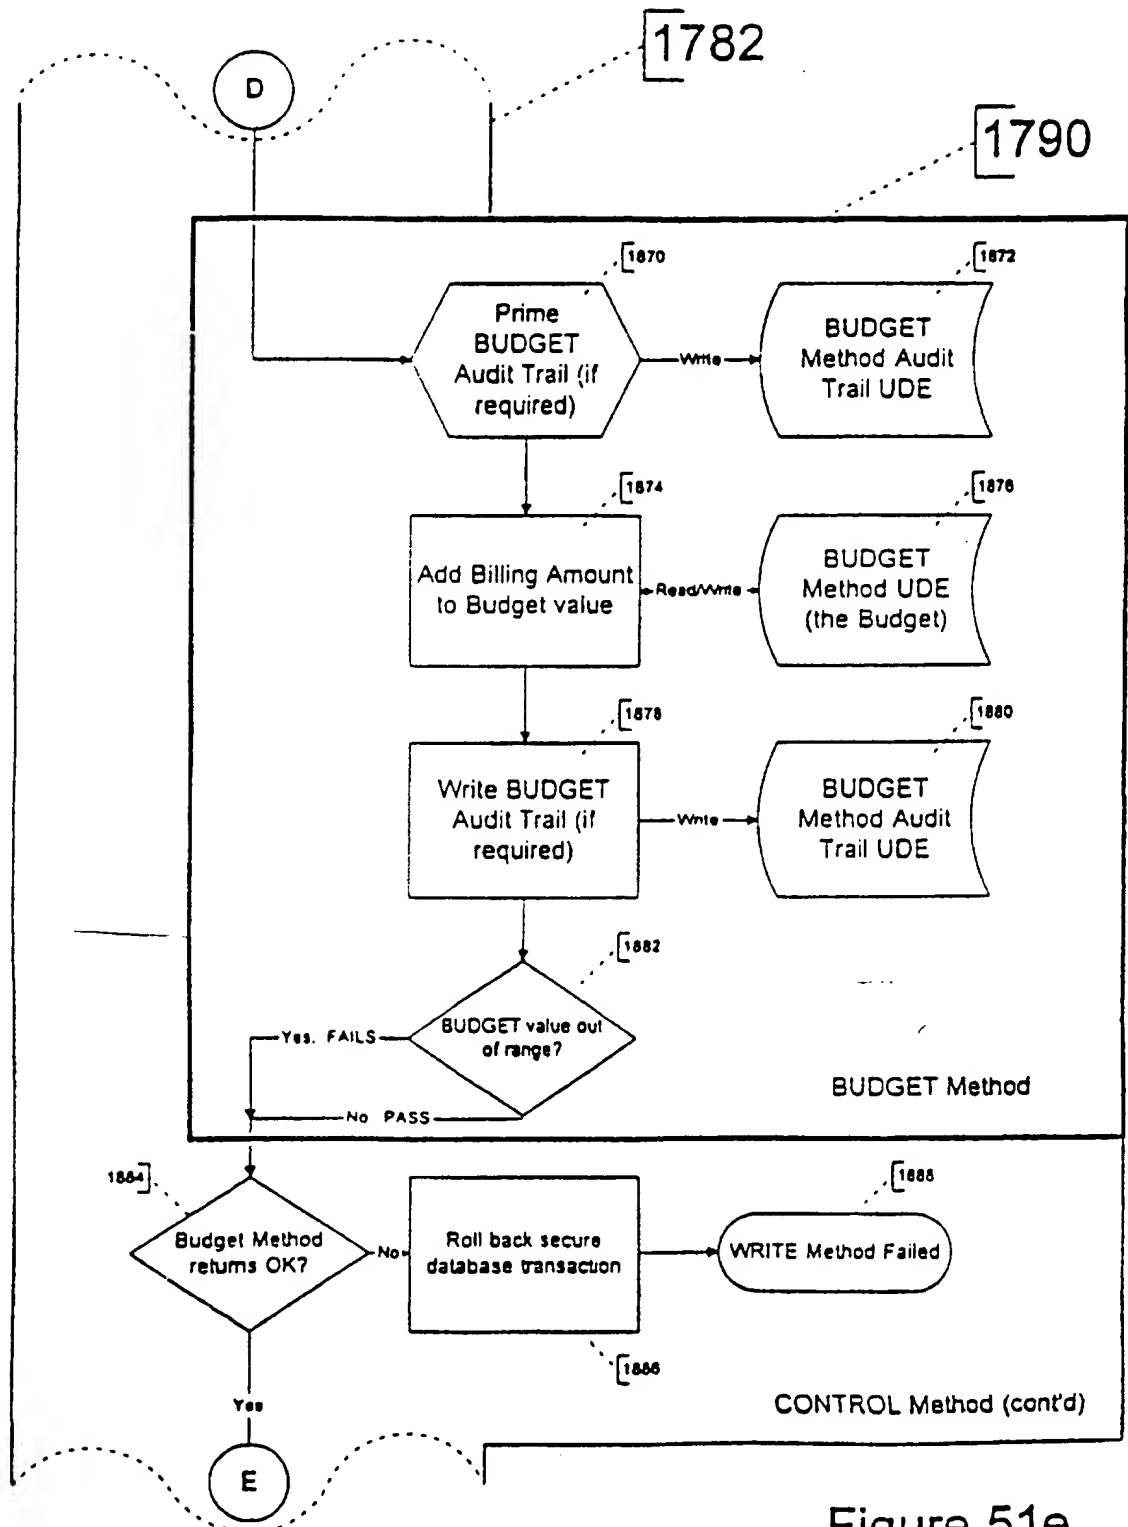 1782
D
1790
1870
1872
Prime
BUDGET
Audit Trail (if
required)
Write
BUDGET
Method Audit
Trail UDE
1874
1876
Add Billing Amount
to Budget value
Read/Write
BUDGET
Method UDE
(the Budget)
1878
1880
Write BUDGET
Audit Trail (if
required)
Write
BUDGET
Method Audit
Trail UDE
1882
BUDGET value out
of range?
Yes, FAILS
No PASS
BUDGET Method
1884
1888
Budget Method
returns OK?
No
Roll back secure
database transaction
WRITE Method Failed
1886
Yes
CONTROL Method (cont'd)
E
Figure 51e